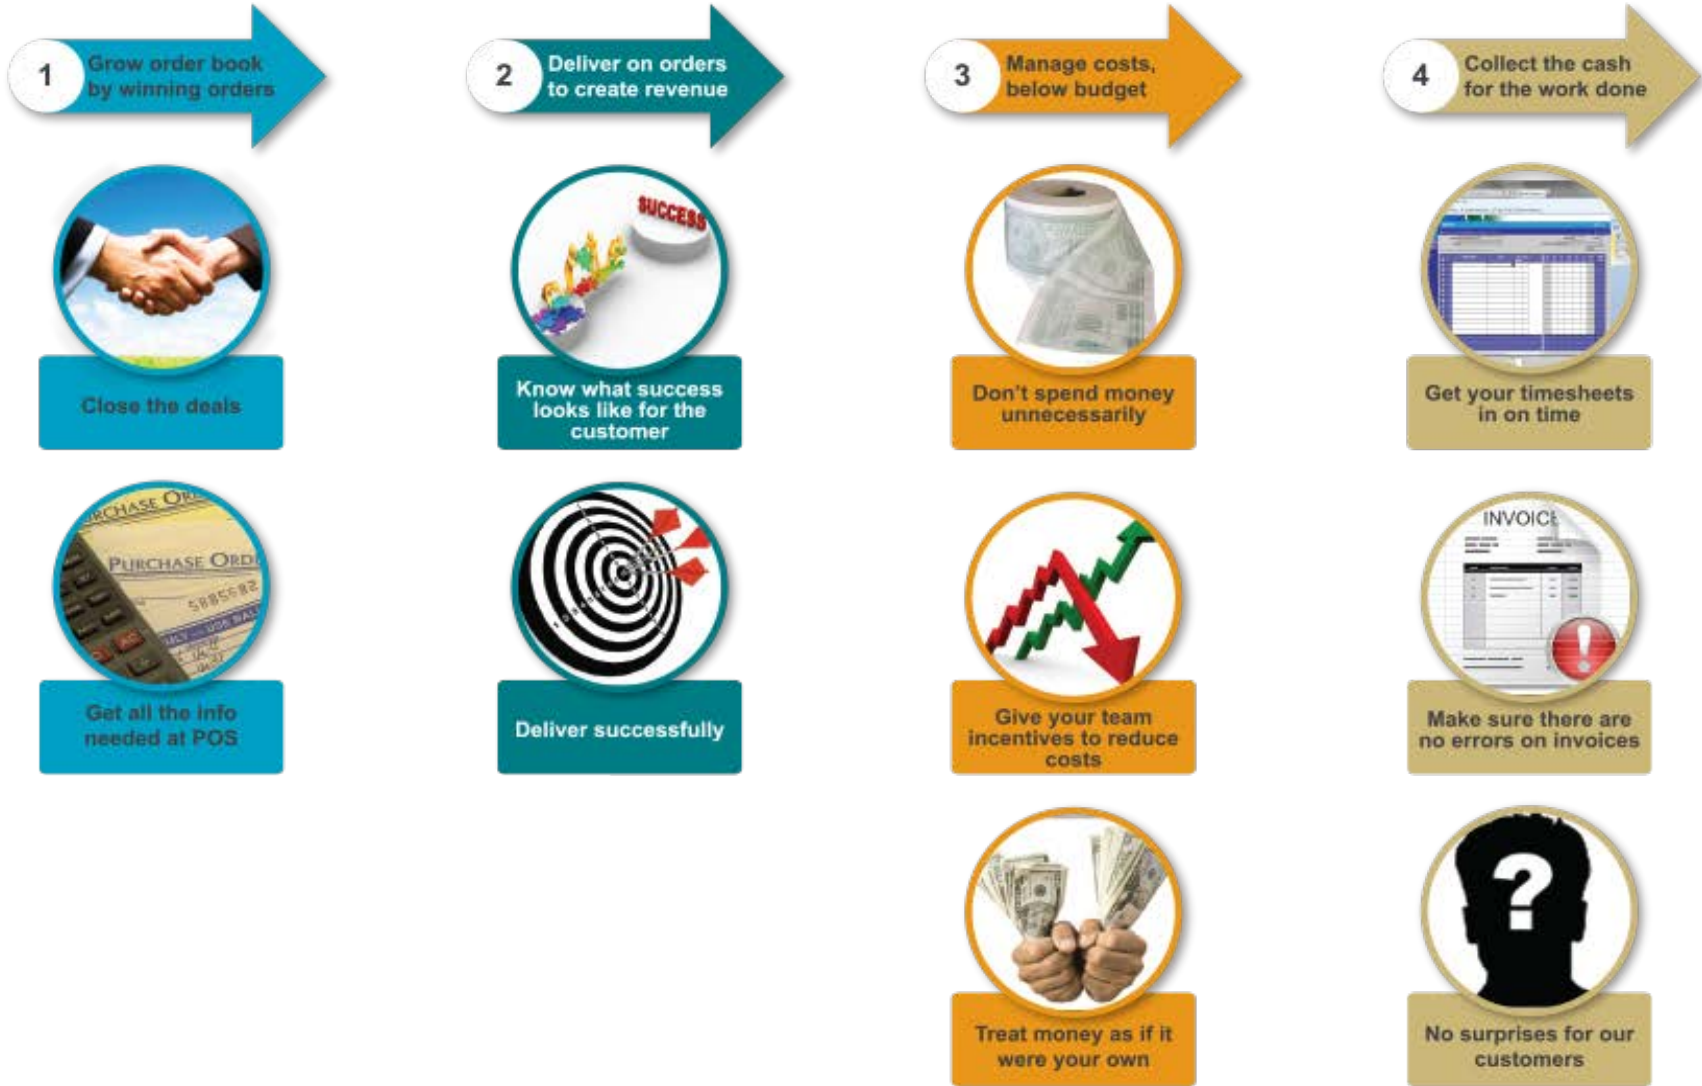 1
Grow order book
by winning orders
2
Deliver on orders
to create revenue
3
Manage costs,
below budget
4
Collect the cash
for the work done
SUCCESS
Close the deals
Know what success
looks like for the
customer
Don't spend money
unnecessarily
Get your timesheets
in on time
PURCHASE ORD
5885582
INVOICE
Get all the info
needed at POS
Deliver successfully
Give your team
incentives to reduce
costs
Make sure there are
no errors on invoices
!
?
Treat money as if it
were your own
No surprises for our
customers